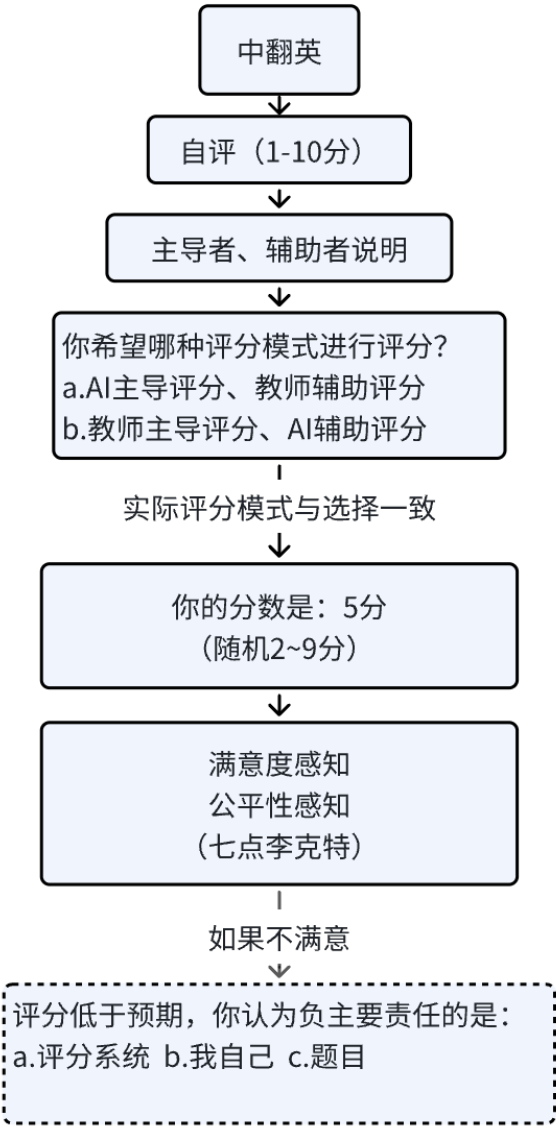 中翻英
自评（1-10分）
主导者、辅助者说明
你希望哪种评分模式进行评分？
a.AI主导评分、教师辅助评分
b.教师主导评分、AI辅助评分
实际评分模式与选择一致
你的分数是：5分
（随机2~9分）
满意度感知
公平性感知
（七点李克特）
如果不满意
评分低于预期，你认为负主要责任的是：
a.评分系统 b.我自己 c.题目